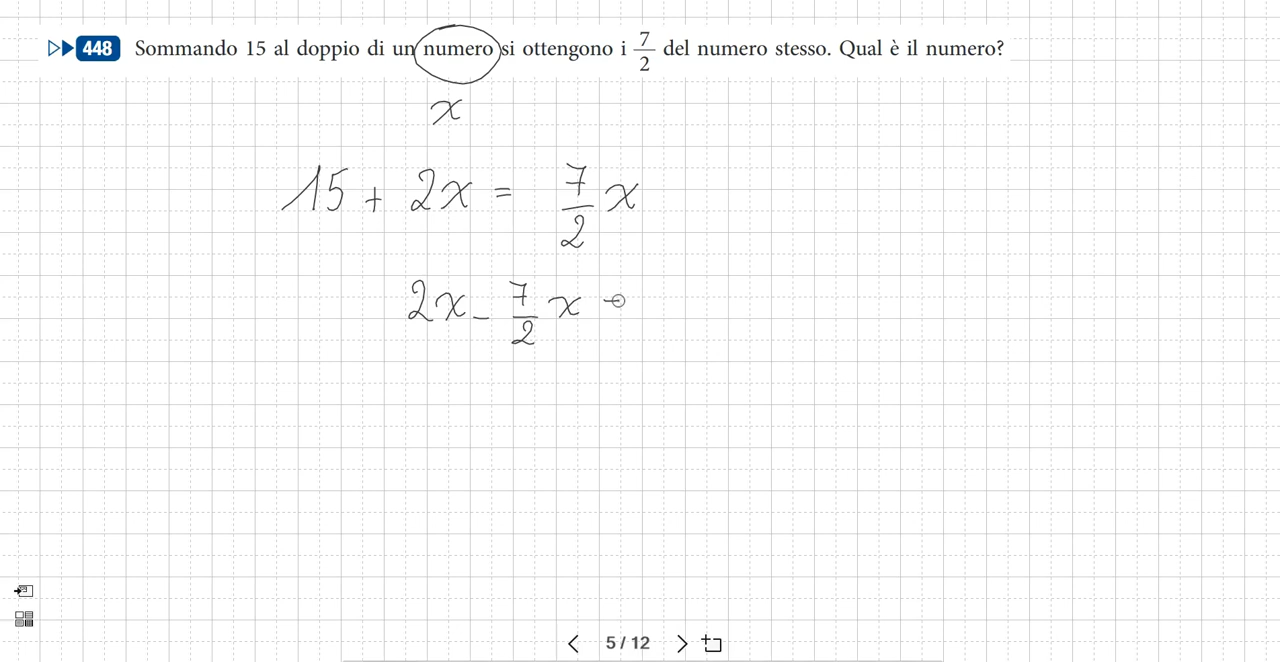 448 Sommando 15 al doppio di un numero si ottengono i 7/2 del numero stesso. Qual è il numero?
x
15 + 2x = 7/2 x
2x - 7/2 x
5 / 12